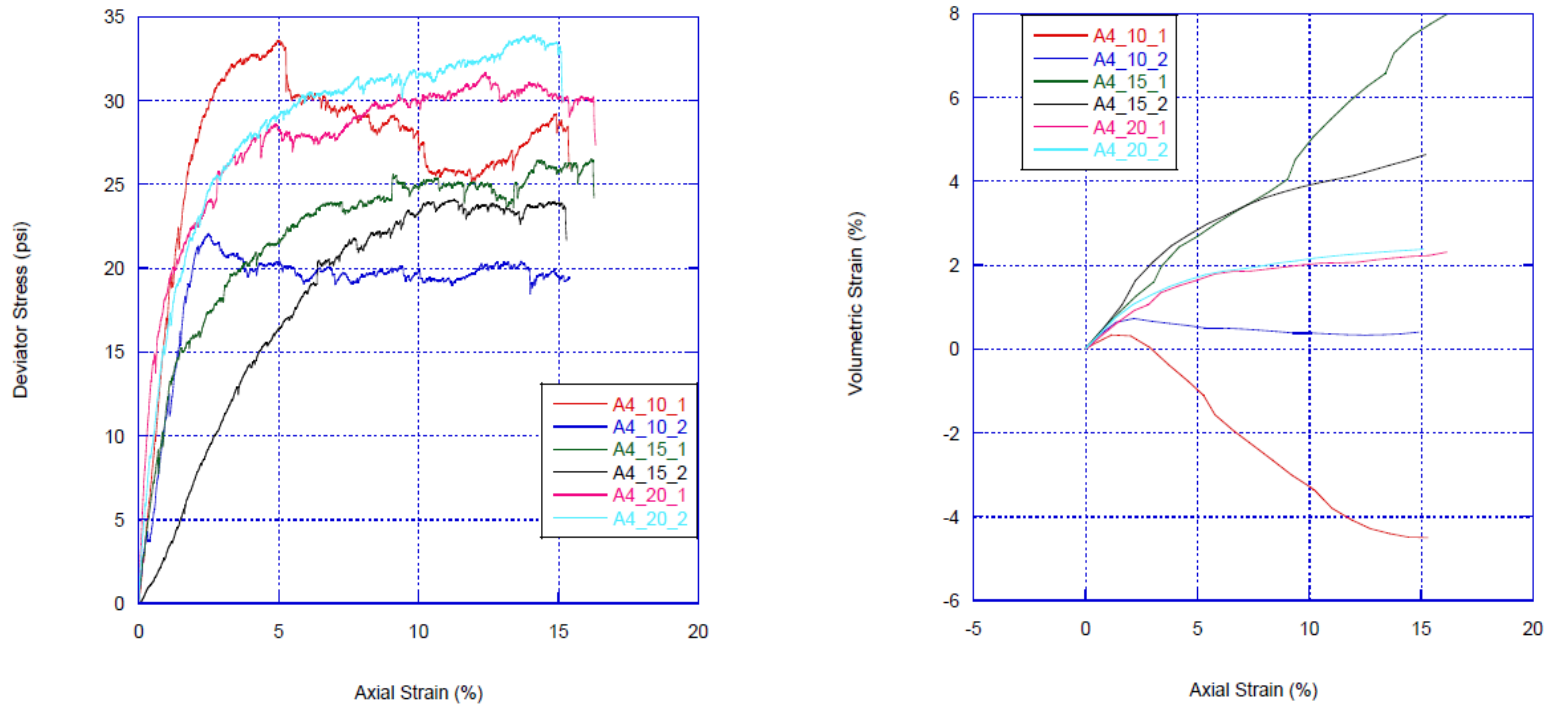 35
30
25
20
15
10
5
0
Deviator Stress (psi)
A4_10_1
A4_10_2
A4_15_1
A4_15_2
A4_20_1
A4_20_2
0 5 10 15 20
Axial Strain (%)
8
6
4
2
0
-2
-4
-6
Volumetric Strain (%)
A4_10_1
A4_10_2
A4_15_1
A4_15_2
A4_20_1
A4_20_2
-5 0 5 10 15 20
Axial Strain (%)